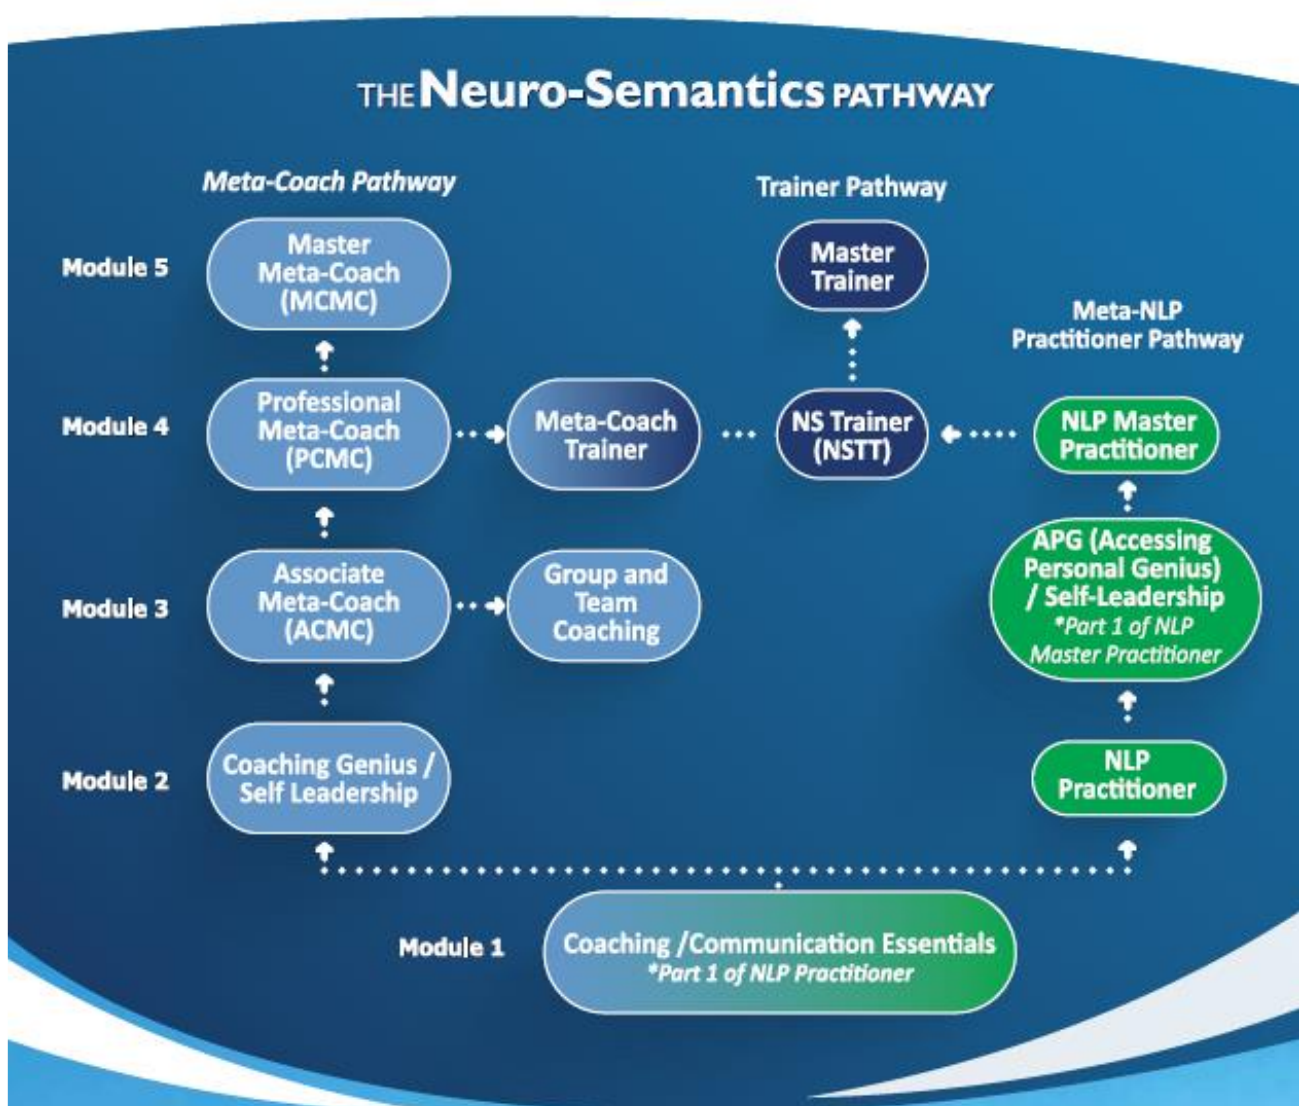 THE Neuro-Semantics PATHWAY
Meta-Coach Pathway
Trainer Pathway
Module 5
Master
Meta-Coach
(MCMC)
Master
Trainer
Meta-NLP
Practitioner Pathway
Module 4
Professional
Meta-Coach
(PCMC)
Meta-Coach
Trainer
NS Trainer
(NSTT)
NLP Master
Practitioner
Module 3
Associate
Meta-Coach
(ACMC)
Group and
Team
Coaching
APG (Accessing
Personal Genius)
/ Self-Leadership
*Part 1 of NLP
Master Practitioner
Module 2
Coaching Genius /
Self Leadership
NLP
Practitioner
Module 1
Coaching /Communication Essentials
*Part 1 of NLP Practitioner